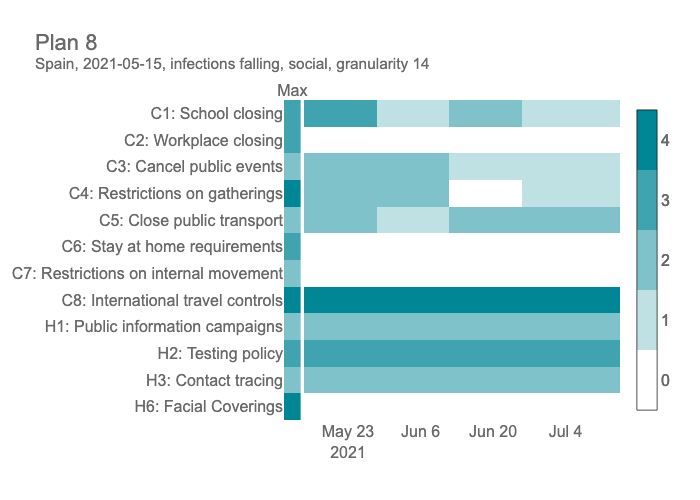 Plan 8
Spain, 2021-05-15, infections falling, social, granularity 14
Max
C1: School closing
C2: Workplace closing
C3: Cancel public events
C4: Restrictions on gatherings
C5: Close public transport
C6: Stay at home requirements
C7: Restrictions on internal movement
C8: International travel controls
H1: Public information campaigns
H2: Testing policy
H3: Contact tracing
H6: Facial Coverings
May 23 Jun 6 Jun 20 Jul 4
2021
4
3
2
1
0